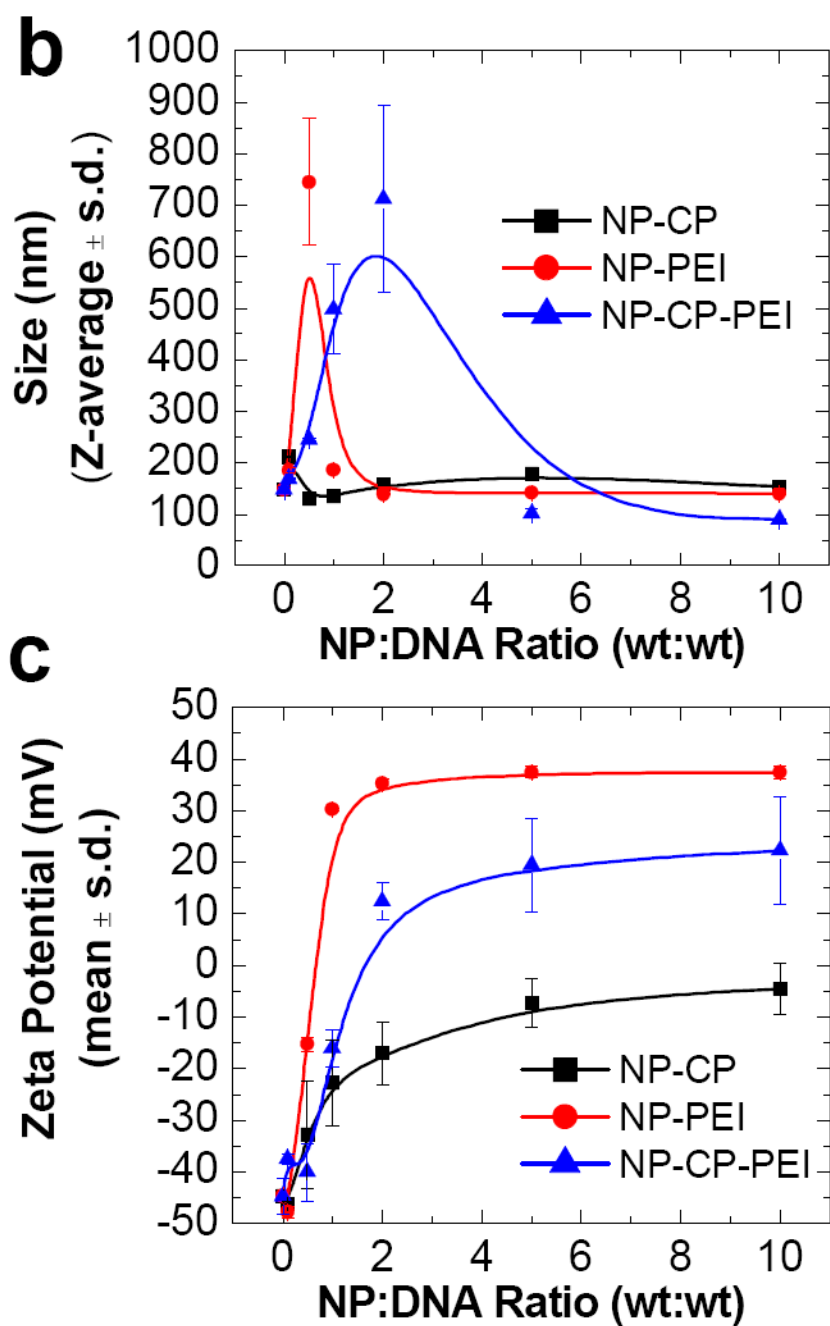 b
1000
900
800
700
600
500
400
300
200
100
0
Size (nm)
(Z-average ± s.d.)
NP-CP
NP-PEI
NP-CP-PEI
0 2 4 6 8 10
NP:DNA Ratio (wt:wt)
c
50
40
30
20
10
0
-10
-20
-30
-40
-50
Zeta Potential (mV)
(mean ± s.d.)
NP-CP
NP-PEI
NP-CP-PEI
0 2 4 6 8 10
NP:DNA Ratio (wt:wt)